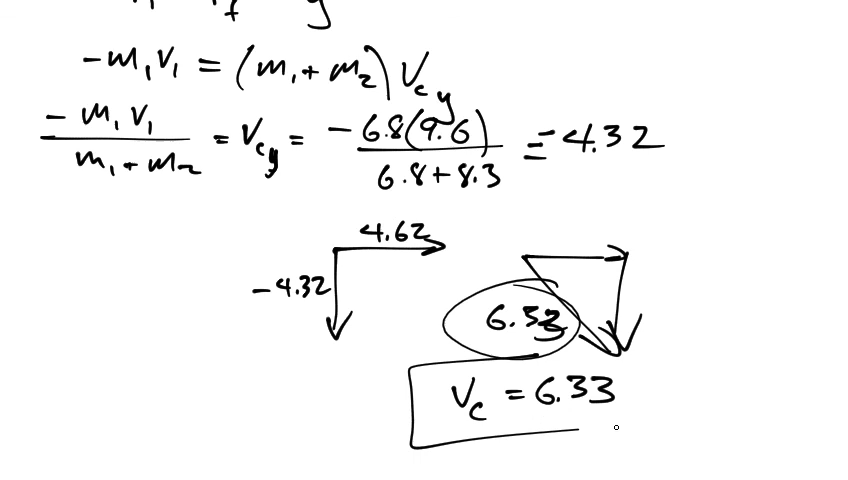 -m₁v₁ = (m₁+m₂) V_cy
-m₁v₁/(m₁+m₂) = V_cy = -6.8(9.6)/(6.8+8.3) = -4.32
4.62
-4.32
6.33
V_c = 6.33